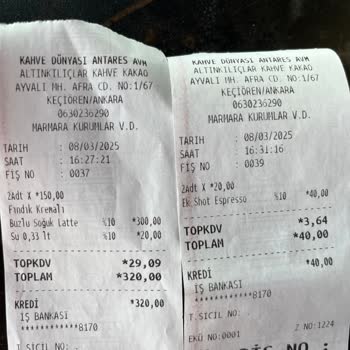 KAHVE DÜNYASI ANTARES AVM
ALTINKILIÇLAR KAHVE KAKAO
AYVALI MH. AFRA CD. NO:1/67
KEÇİÖREN/ANKARA
0630236290
MARMARA KURUMLAR V.D.
TARİH : 08/03/2025
SAAT : 16:27:21
FİŞ NO : 0037
2Adt X *150,00
Fındık Kremalı
Buzlu Soğuk Latte %10 *300,00
Su 0,33 lt %10 *20,00
TOPKDV *29,09
TOPLAM *320,00
KREDİ *320,00
İŞ BANKASI
************8170
T.SİCİL NO:
KAHVE DÜNYASI ANTARES AVM
ALTINKILIÇLAR KAHVE KAKAO
AYVALI MH. AFRA CD. NO:1/67
KEÇİÖREN/ANKARA
0630236290
MARMARA KURUMLAR V.D.
TARİH : 08/03/2025
SAAT : 16:31:16
FİŞ NO : 0039
2Adt X *20,00
Ek Shot Espresso %10 *40,00
TOPKDV *3,64
TOPLAM *40,00
KREDİ *40,00
İŞ BANKASI
************8170
T.SİCİL NO:
EKÜ NO:0001 Z NO:1224
NO :